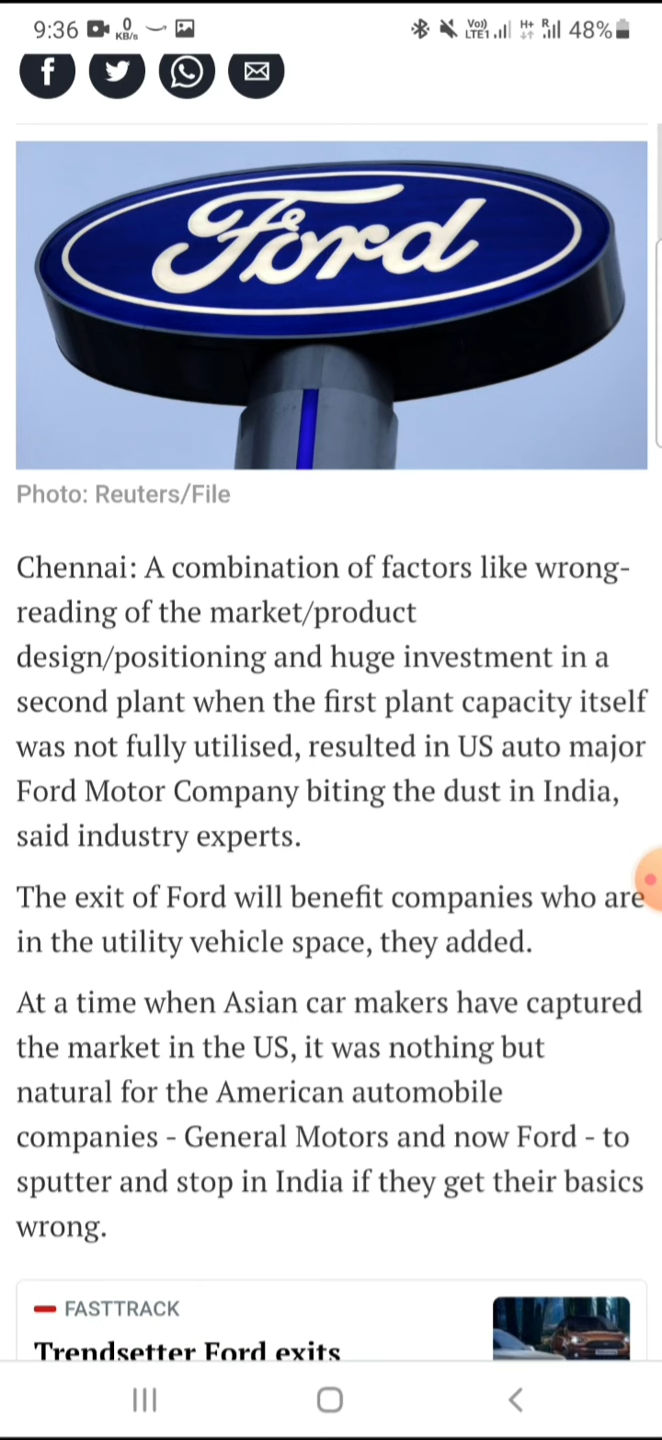 9:36 0 KB/s Vo)) LTE1 H+ R 48%
Ford
Photo: Reuters/File
Chennai: A combination of factors like wrong-
reading of the market/product
design/positioning and huge investment in a
second plant when the first plant capacity itself
was not fully utilised, resulted in US auto major
Ford Motor Company biting the dust in India,
said industry experts.
The exit of Ford will benefit companies who are
in the utility vehicle space, they added.
At a time when Asian car makers have captured
the market in the US, it was nothing but
natural for the American automobile
companies - General Motors and now Ford - to
sputter and stop in India if they get their basics
wrong.
FASTTRACK
Trendsetter Ford exits